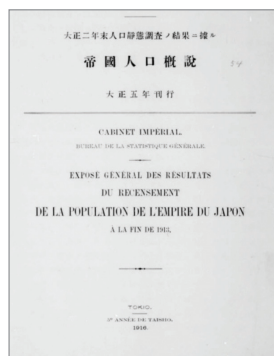 大正二年末人口靜態調査ノ結果ニ據ル
帝國人口概説
大正五年刊行
CABINET IMPÉRIAL.
BUREAU DE LA STATISTIQUE GÉNÉRALE.
EXPOSÉ GÉNÉRAL DES RÉSULTATS
DU RECENSEMENT
DE LA POPULATION DE L'EMPIRE DU JAPON
À LA FIN DE 1913.
TOKIO.
5e ANNÉE DE TAISHO.
1916.